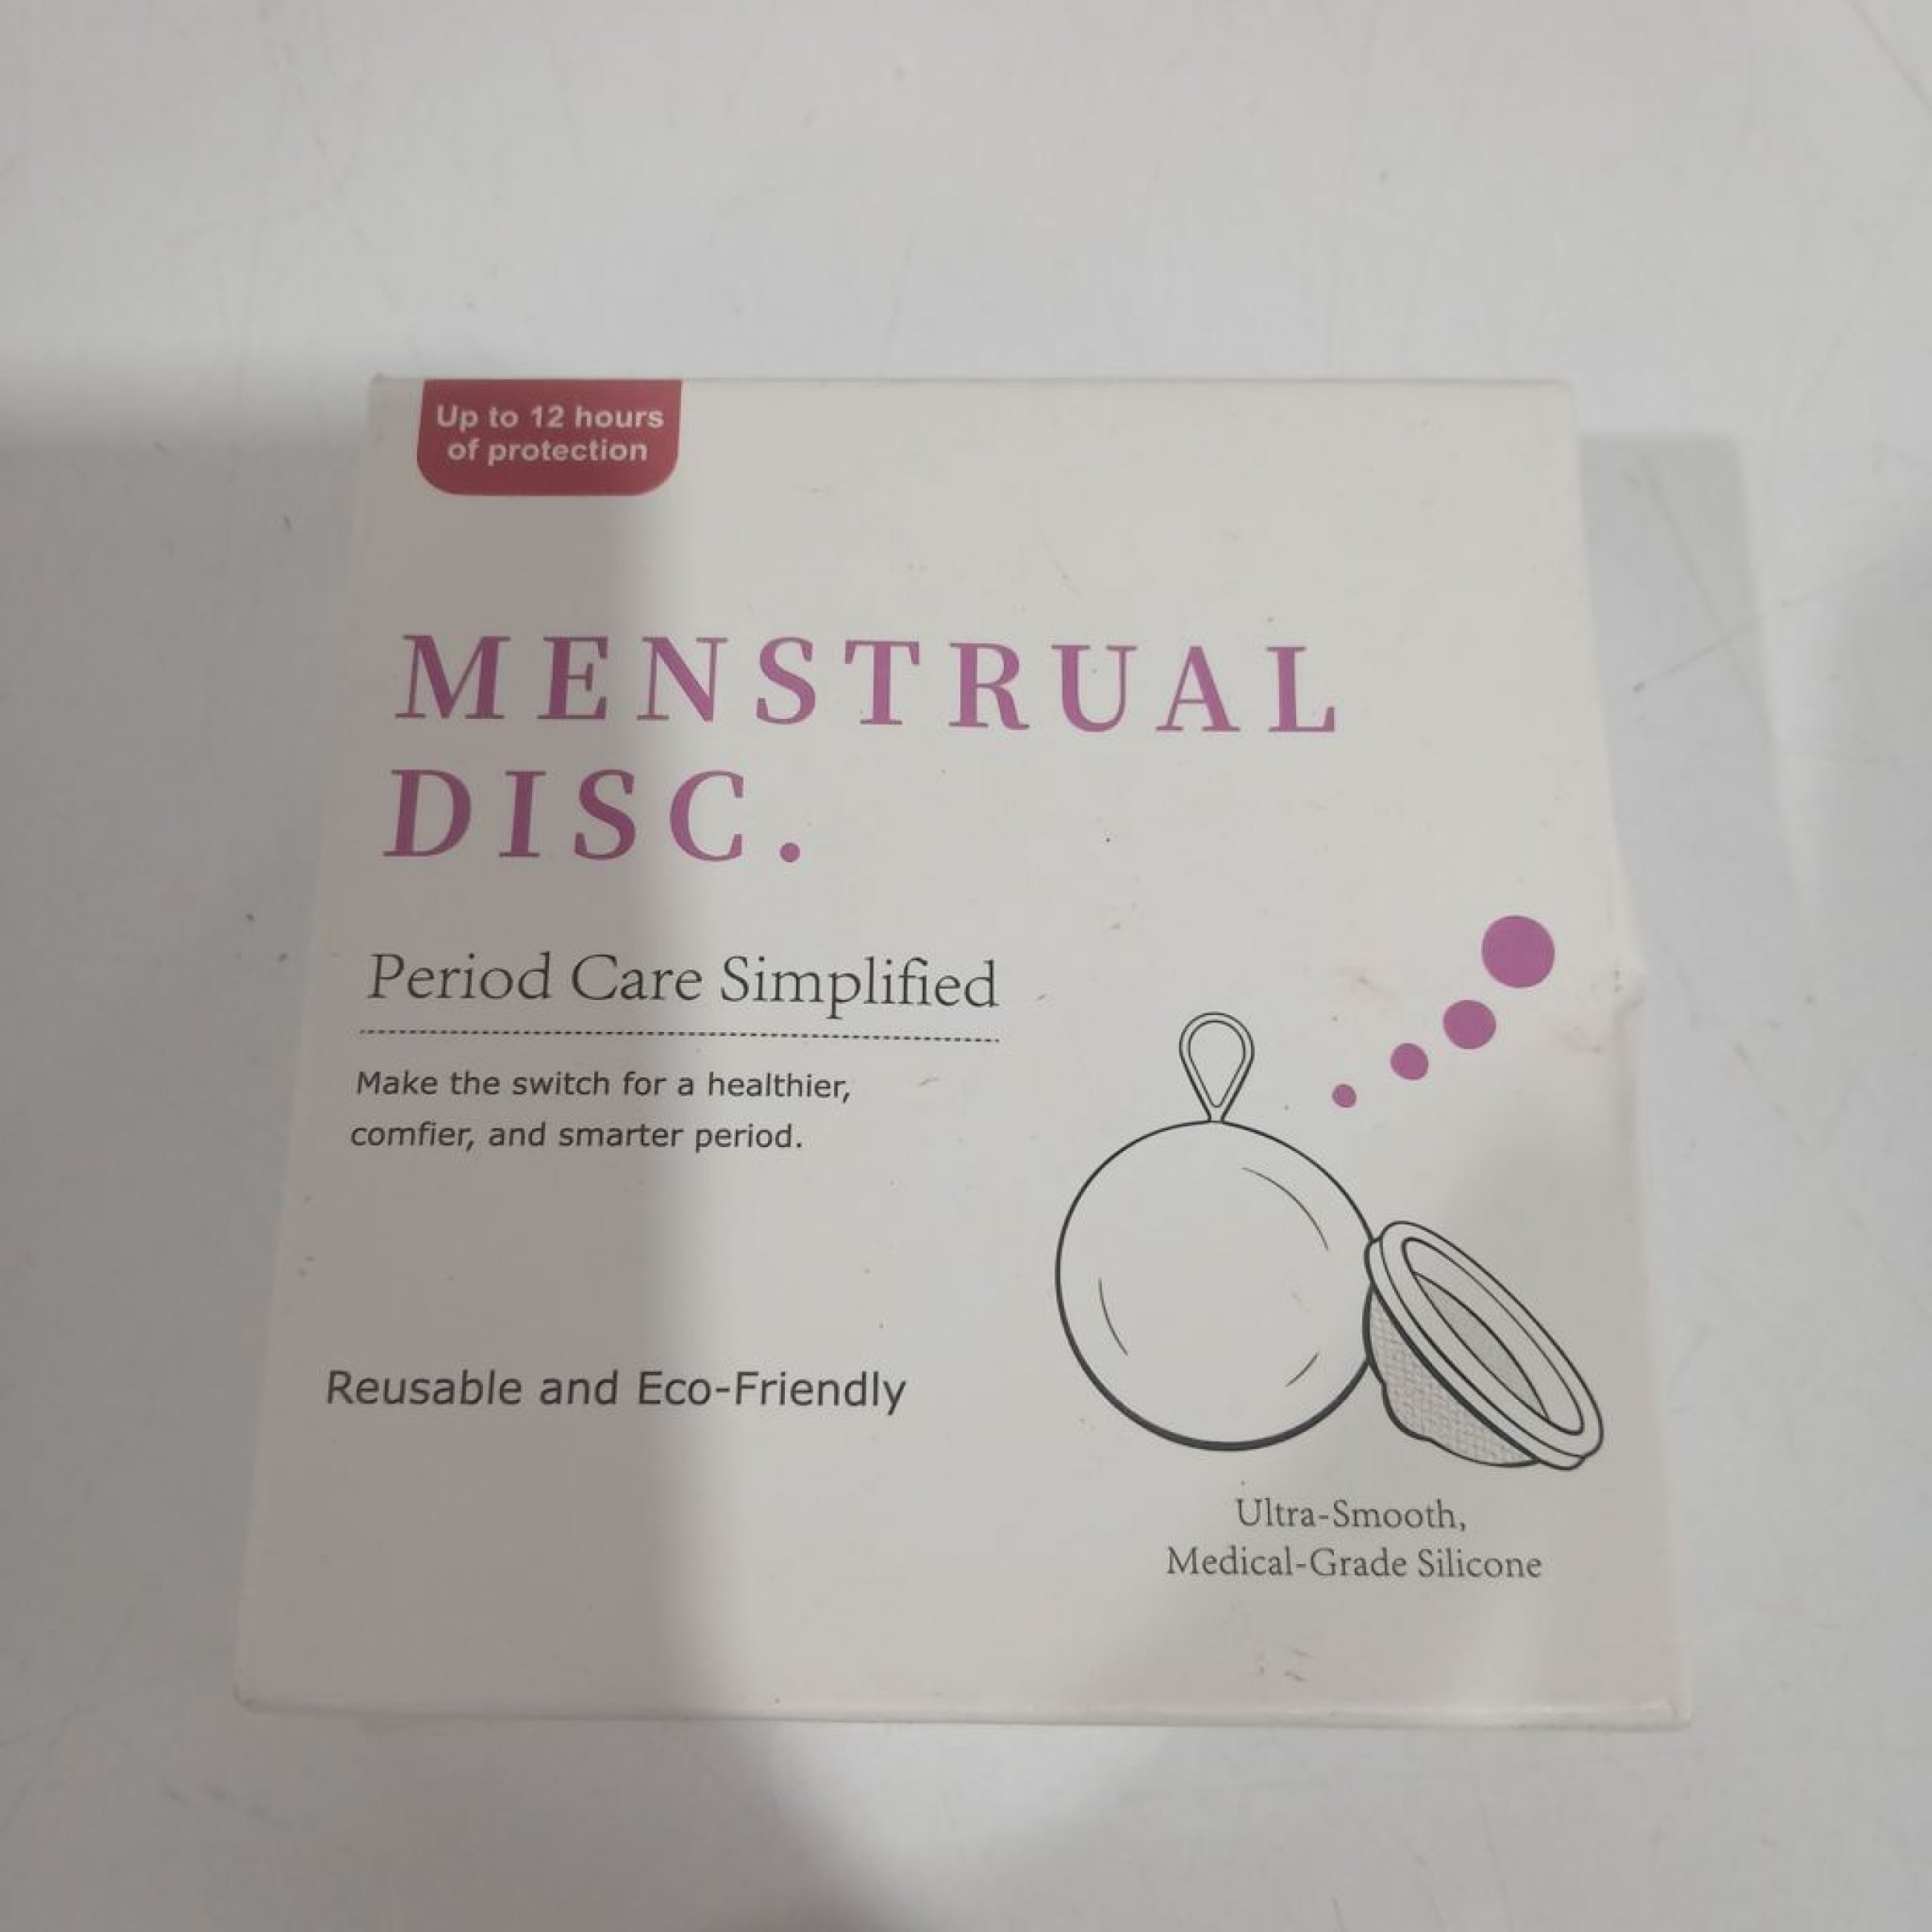 Up to 12 hours
of protection
MENSTRUAL
DISC.
Period Care Simplified
Make the switch for a healthier,
comfier, and smarter period.
Reusable and Eco-Friendly
Ultra-Smooth,
Medical-Grade Silicone